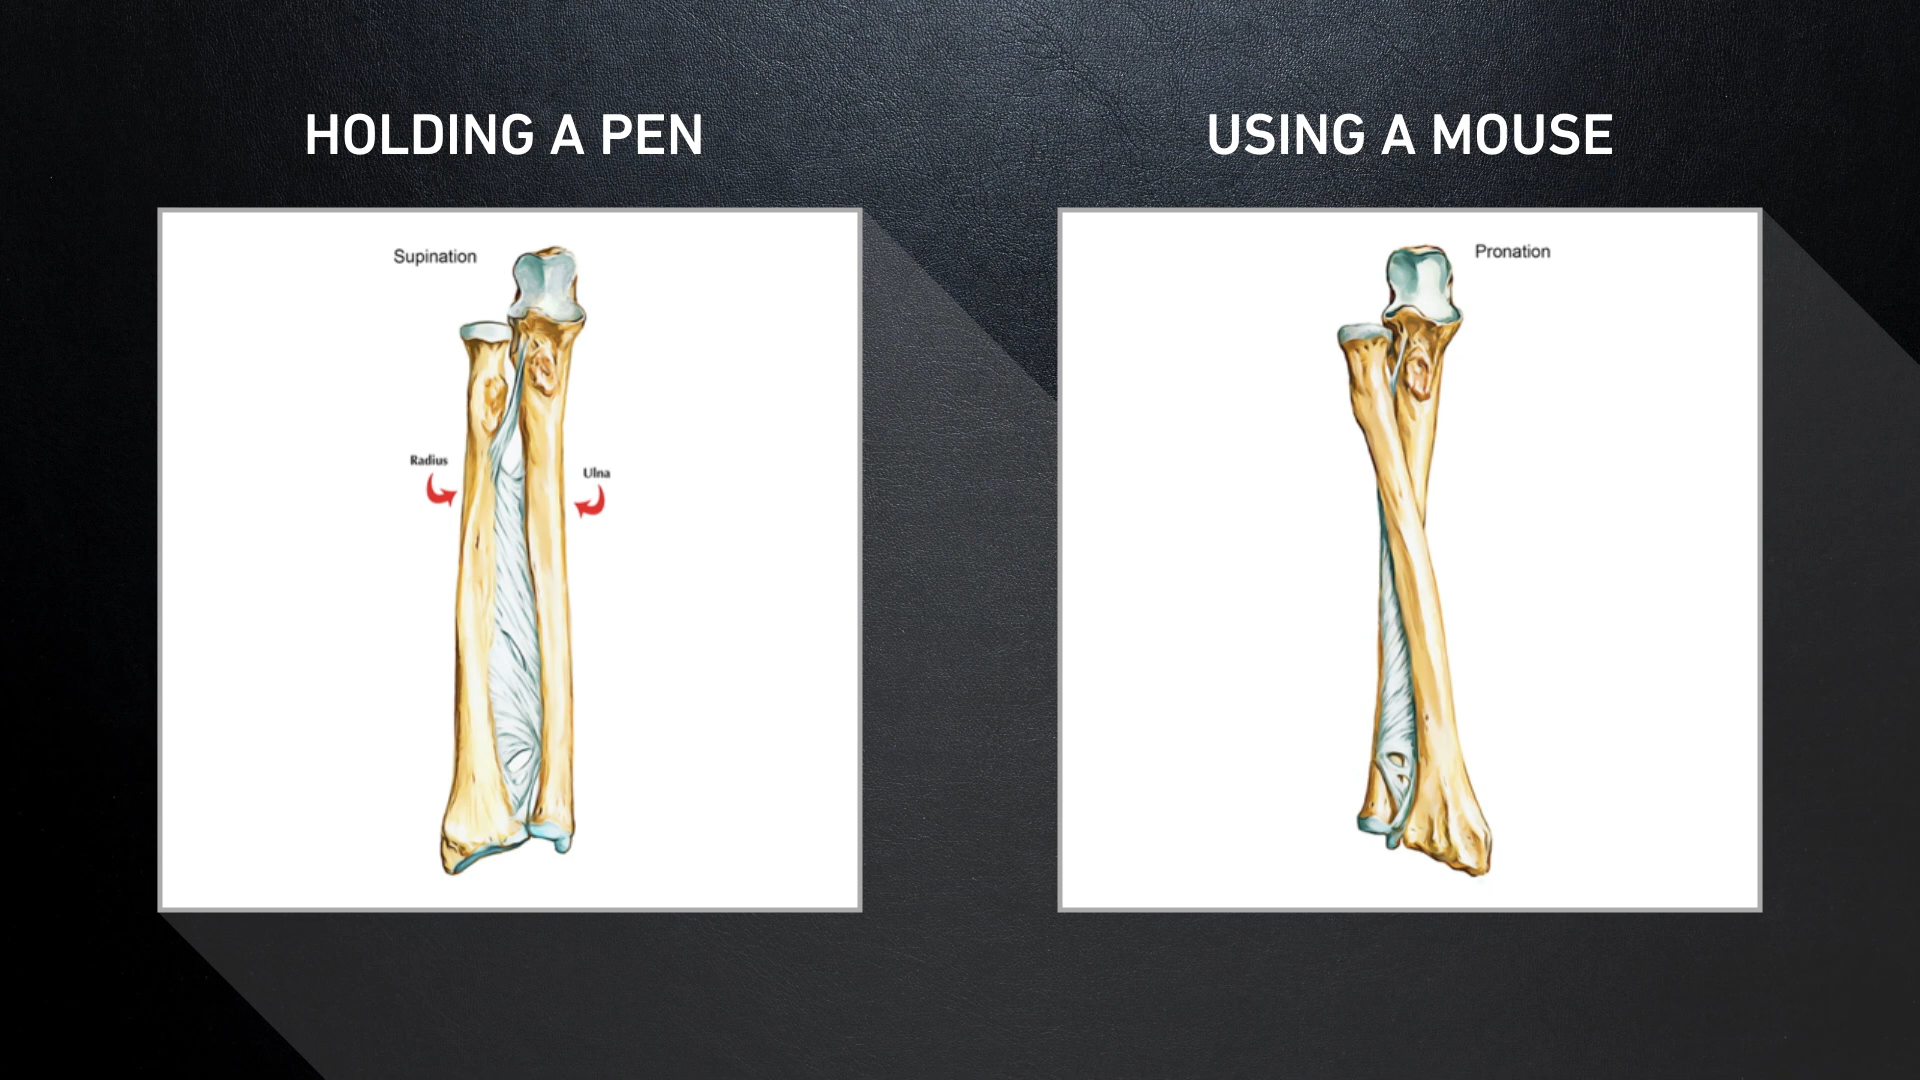 HOLDING A PEN
USING A MOUSE
Supination
Pronation
Radius
Ulna